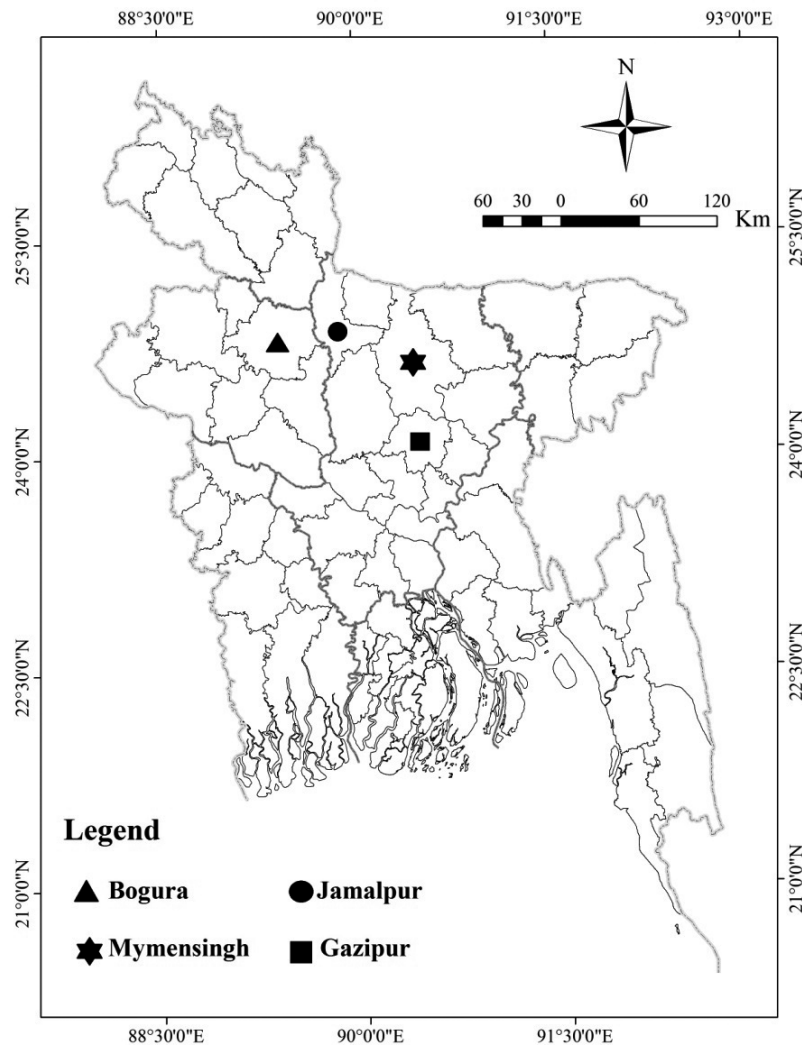 88°30'0"E 90°0'0"E 91°30'0"E 93°0'0"E
N
60 30 0 60 120
Km
25°30'0"N 25°30'0"N
24°0'0"N 24°0'0"N
22°30'0"N 22°30'0"N
21°0'0"N 21°0'0"N
Legend
Bogura Jamalpur
Mymensingh Gazipur
88°30'0"E 90°0'0"E 91°30'0"E